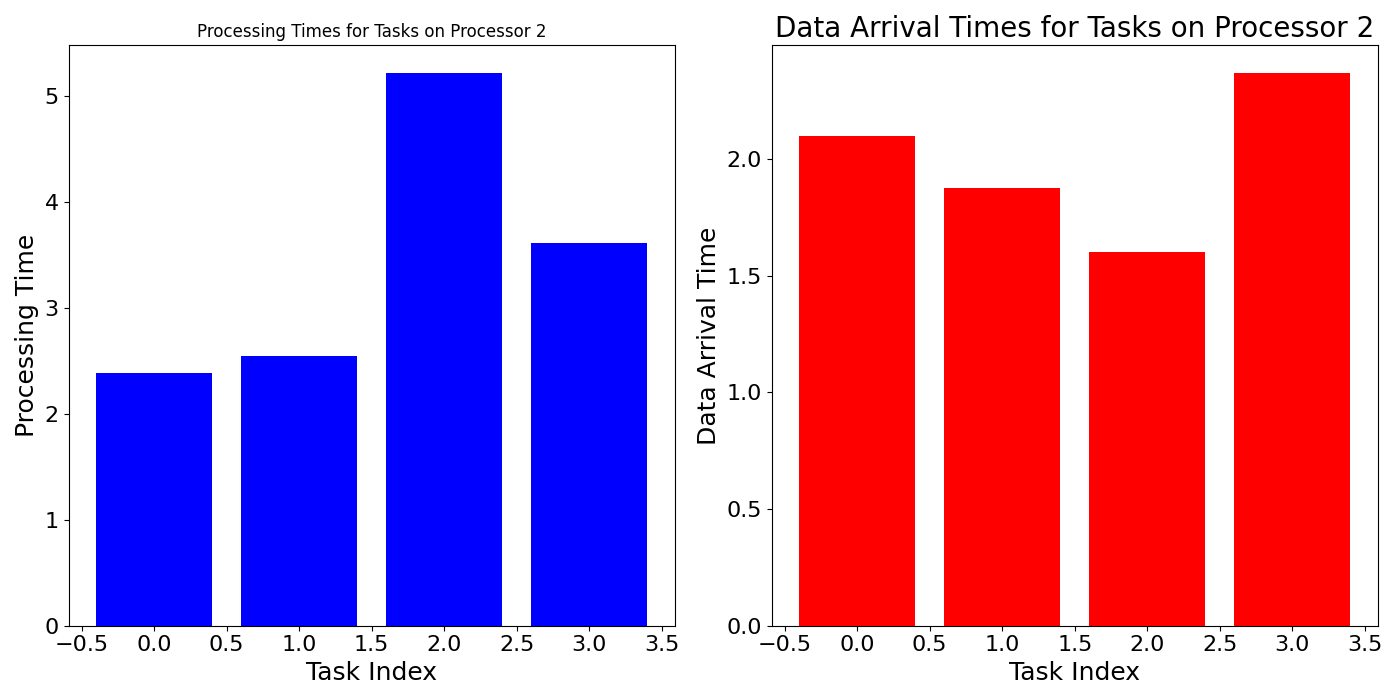 Processing Times for Tasks on Processor 2
Processing Time
5
4
3
2
1
0
−0.5 0.0 0.5 1.0 1.5 2.0 2.5 3.0 3.5
Task Index
Data Arrival Times for Tasks on Processor 2
Data Arrival Time
2.0
1.5
1.0
0.5
0.0
−0.5 0.0 0.5 1.0 1.5 2.0 2.5 3.0 3.5
Task Index